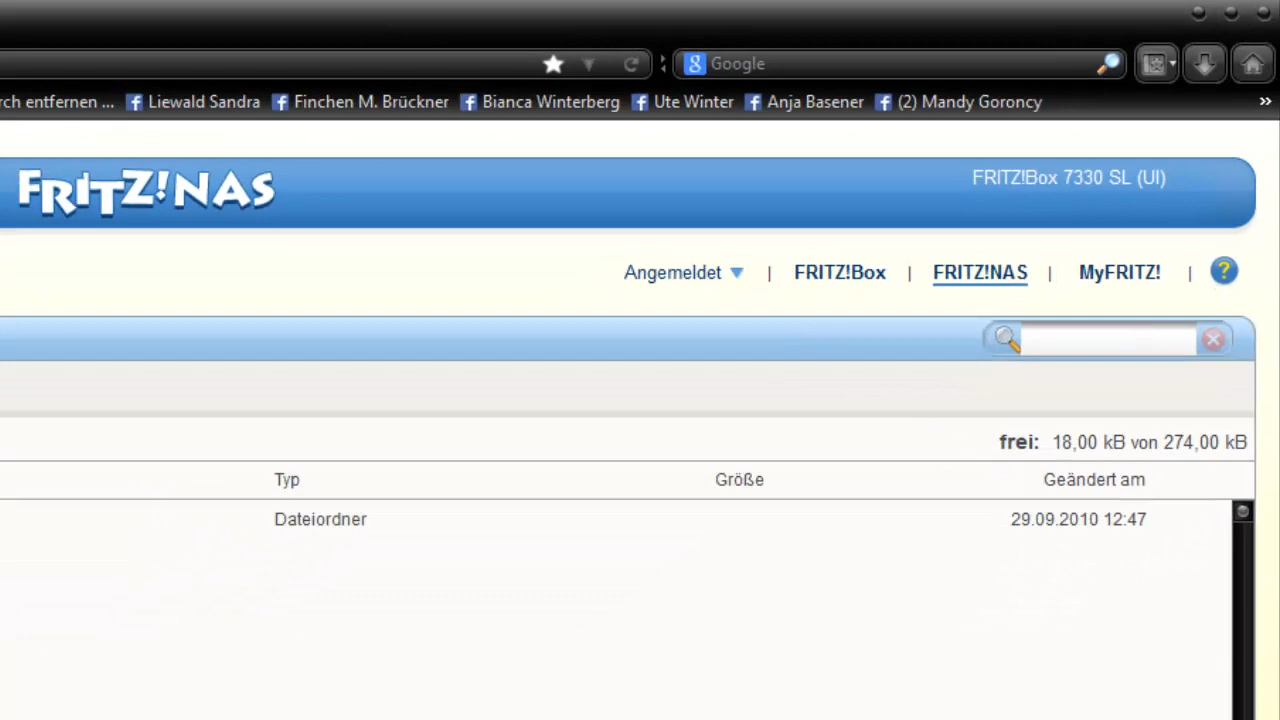 Google
rch entfernen ... Liewald Sandra Finchen M. Brückner Bianca Winterberg Ute Winter Anja Basener (2) Mandy Goroncy »
FRITZ!NAS FRITZ!Box 7330 SL (UI)
Angemeldet | FRITZ!Box | FRITZ!NAS | MyFRITZ! | ?
frei: 18,00 kB von 274,00 kB
Typ Größe Geändert am
Dateiordner 29.09.2010 12:47